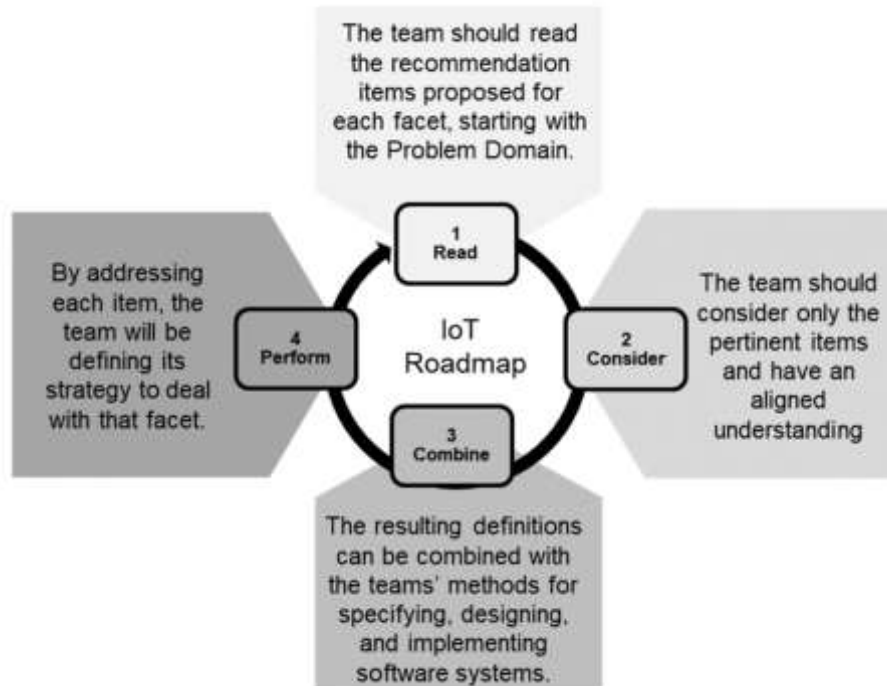 The team should read
the recommendation
items proposed for
each facet, starting with
the Problem Domain.
1
Read
The team should
consider only the
pertinent items
and have an
aligned
understanding
2
Consider
IoT
Roadmap
3
Combine
The resulting definitions
can be combined with
the teams’ methods for
specifying, designing,
and implementing
software systems.
4
Perform
By addressing
each item, the
team will be
defining its
strategy to deal
with that facet.